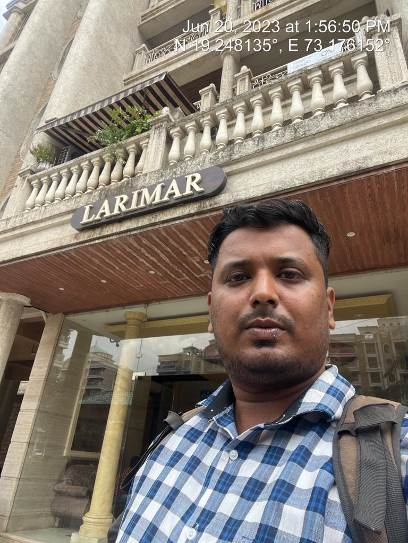 Jun 20, 2023 at 1:56:50 PM
N 19.248135°, E 73.176152°
LARIMAR